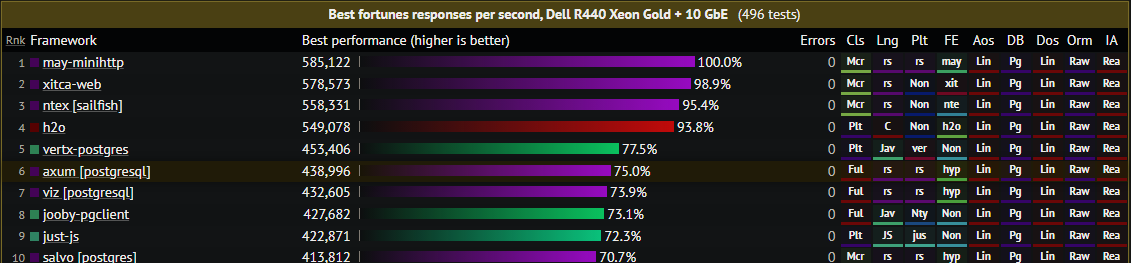 Best fortunes responses per second, Dell R440 Xeon Gold + 10 GbE (496 tests)
Rnk Framework Best performance (higher is better) Errors Cls Lng Plt FE Aos DB Dos Orm IA
1 may-minihttp 585,122 100.0% 0 Mcr rs rs may Lin Pg Lin Raw Rea
2 xitca-web 578,573 98.9% 0 Mcr rs Non xit Lin Pg Lin Raw Rea
3 ntex [sailfish] 558,331 95.4% 0 Mcr rs Non nte Lin Pg Lin Raw Rea
4 h2o 549,078 93.8% 0 Plt C Non h2o Lin Pg Lin Raw Rea
5 vertx-postgres 453,406 77.5% 0 Plt Jav ver Non Lin Pg Lin Raw Rea
6 axum [postgresql] 438,996 75.0% 0 Ful rs rs hyp Lin Pg Lin Raw Rea
7 viz [postgresql] 432,605 73.9% 0 Ful rs rs hyp Lin Pg Lin Raw Rea
8 jooby-pgclient 427,682 73.1% 0 Ful Jav Nty Non Lin Pg Lin Raw Rea
9 just-js 422,871 72.3% 0 Plt JS jus Non Lin Pg Lin Raw Rea
10 salvo [postgres] 413,812 70.7% 0 Mcr rs rs hyp Lin Pg Lin Raw Rea